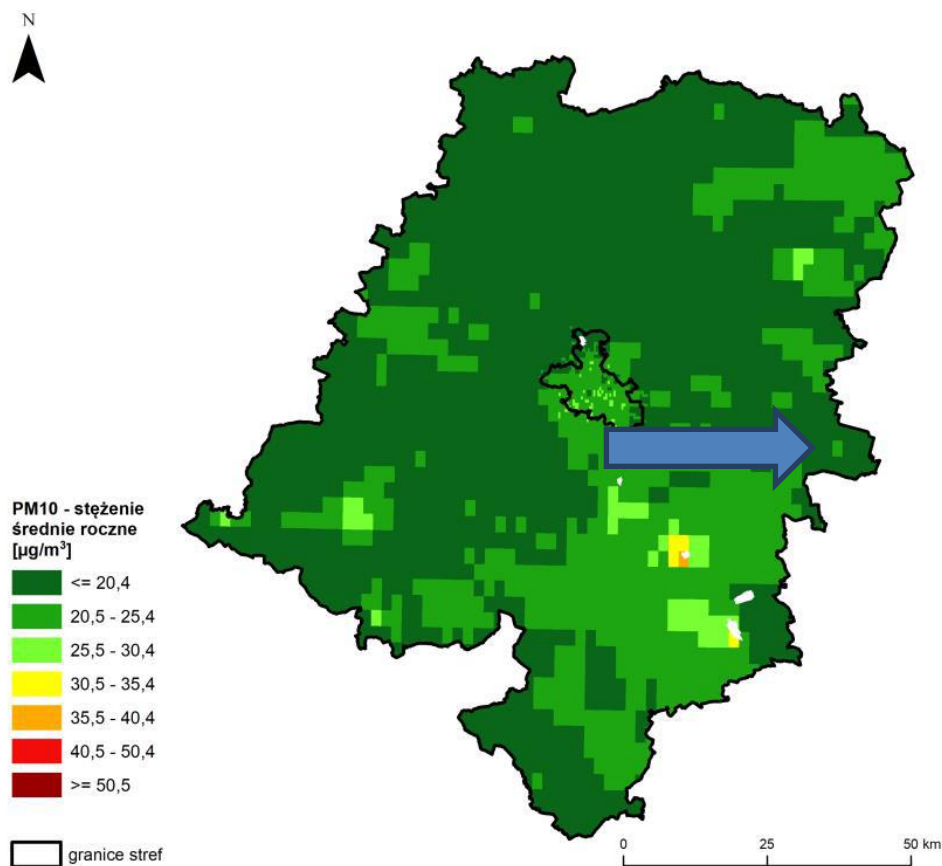 N
PM10 - stężenie
średnie roczne
[µg/m³]
<= 20,4
20,5 - 25,4
25,5 - 30,4
30,5 - 35,4
35,5 - 40,4
40,5 - 50,4
>= 50,5
granice stref
0 25 50 km